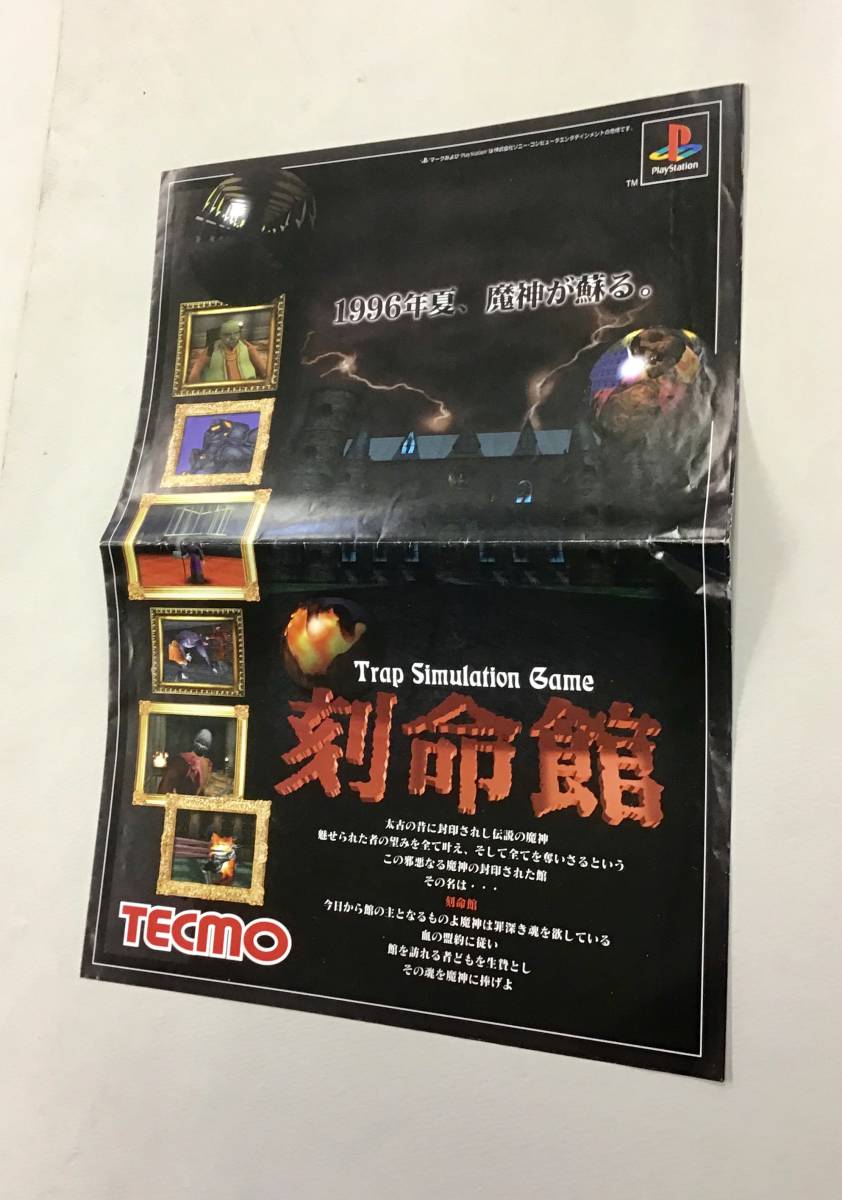 "P"マークおよび"PlayStation"は株式会社ソニー・コンピュータエンタテインメントの商標です。
PlayStation
TM
1996年夏、魔神が蘇る。
Trap Simulation Game
刻命館
太古の昔に封印されし伝説の魔神
魅せられた者の望みを全て叶え、そして全てを奪いさるという
この邪悪なる魔神の封印された館
その名は・・・
刻命館
今日から館の主となるものよ魔神は罪深き魂を欲している
血の盟約に従い
館を訪れる者どもを生贄とし
その魂を魔神に捧げよ
TECMO